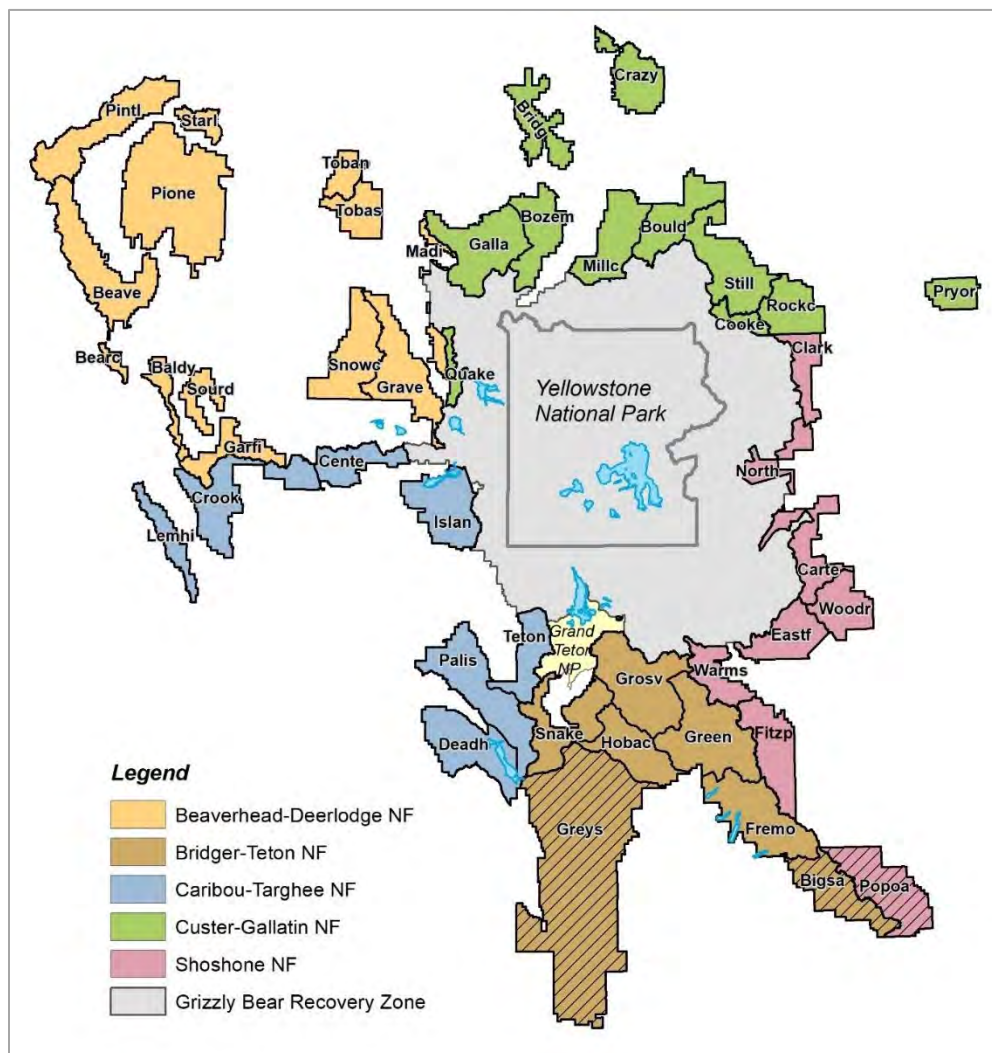 Crazy
Pintl
Starl
Bridg
Pione
Toban
Tobas
Bozem
Bould
Madi
Galla
Millc
Still
Beave
Pryor
Rockc
Cooke
Bearc
Clark
Baldy
Snowc
Quake
Sourd
Grave
Yellowstone
National Park
Garfi
Cente
North
Crook
Islan
Lemhi
Carte
Woodr
Eastf
Teton
Grand
Teton
NP
Palis
Warms
Grosv
Snake
Deadh
Hobac
Green
Fitzp
Legend
Beaverhead-Deerlodge NF
Bridger-Teton NF
Caribou-Targhee NF
Custer-Gallatin NF
Shoshone NF
Grizzly Bear Recovery Zone
Greys
Fremo
Bigsa
Popoa